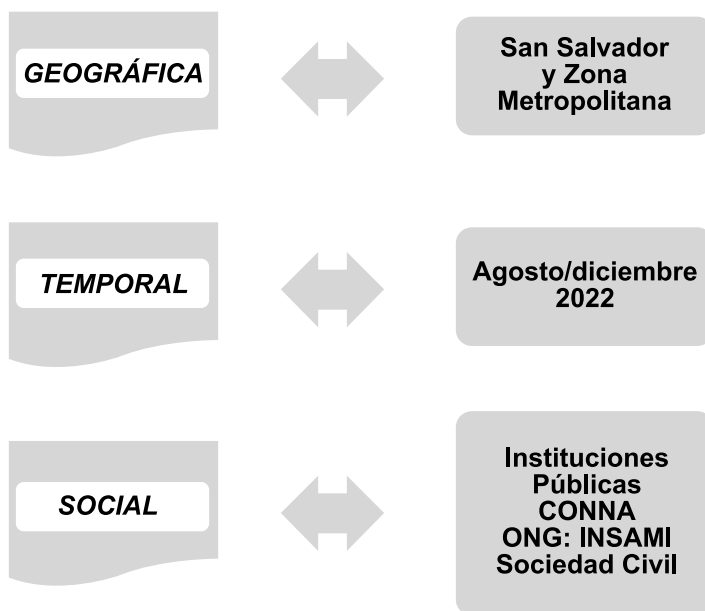 GEOGRÁFICA
San Salvador
y Zona
Metropolitana
TEMPORAL
Agosto/diciembre
2022
SOCIAL
Instituciones
Públicas
CONNA
ONG: INSAMI
Sociedad Civil